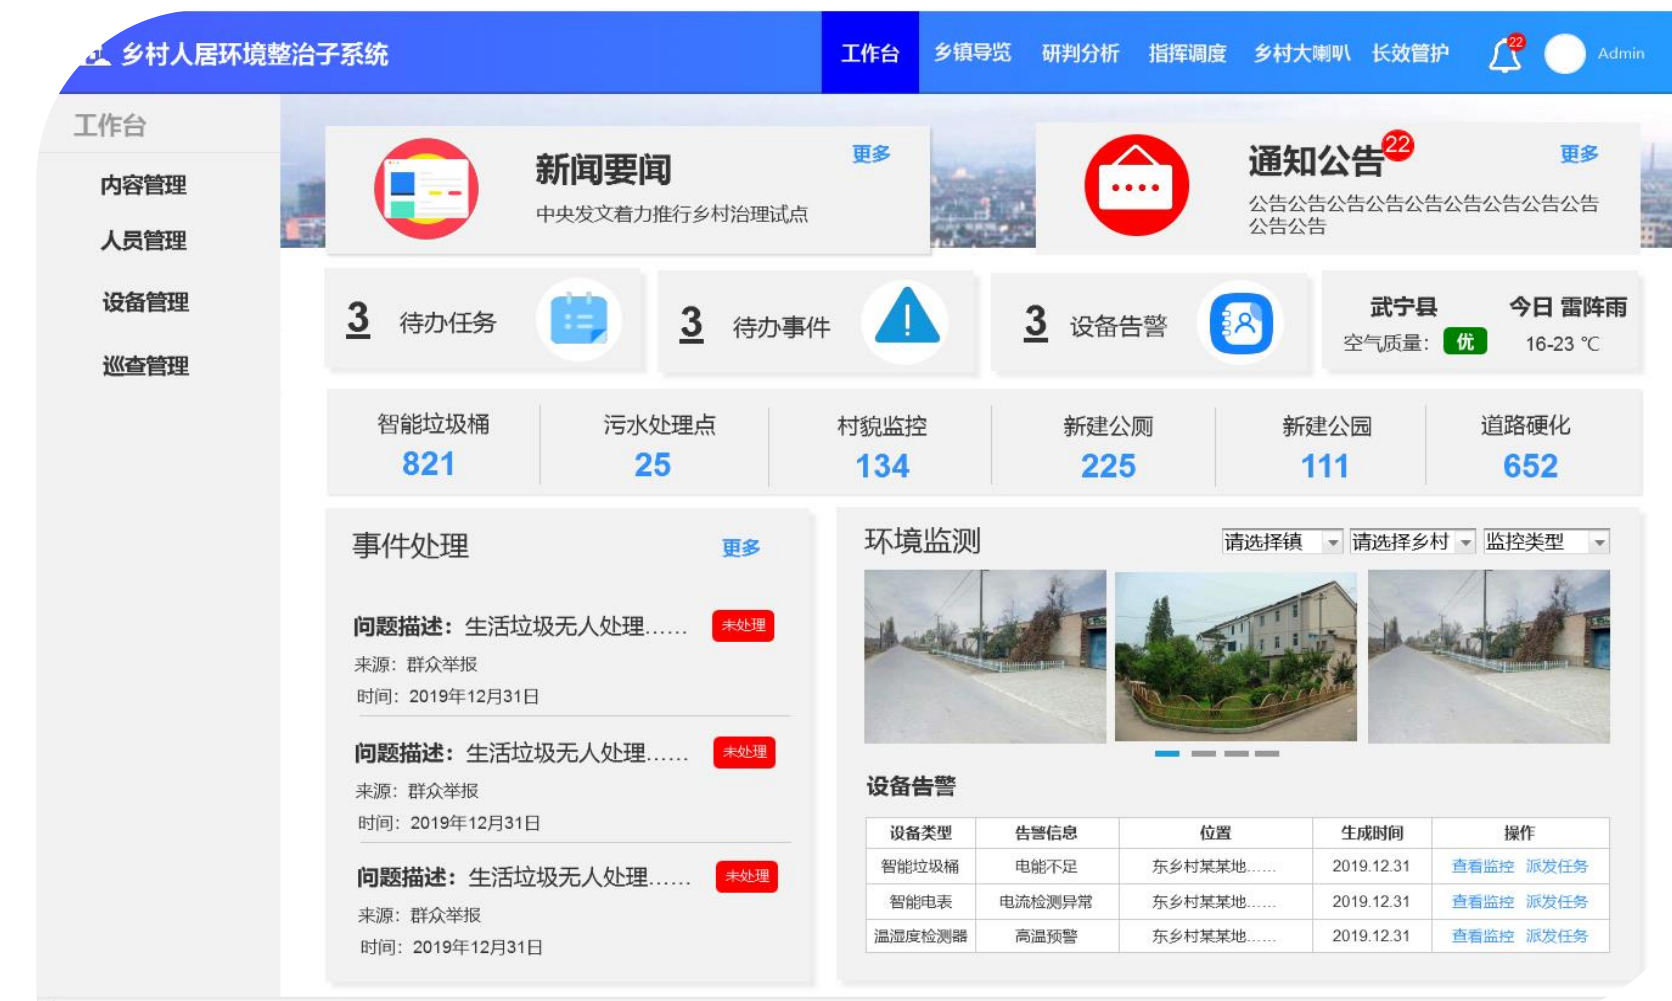 乡村人居环境整治子系统
工作台 乡镇导览 研判分析 指挥调度 乡村大喇叭 长效管护 22 Admin
工作台
内容管理
人员管理
设备管理
巡查管理
新闻要闻 更多
中央发文着力推行乡村治理试点
通知公告 22 更多
公告公告公告公告公告公告公告公告公告
公告公告
3 待办任务
3 待办事件
3 设备告警
武宁县 今日 雷阵雨
空气质量: 优 16-23 ℃
智能垃圾桶 污水处理点 村貌监控 新建公厕 新建公园 道路硬化
821 25 134 225 111 652
事件处理 更多
问题描述：生活垃圾无人处理…… 未处理
来源：群众举报
时间：2019年12月31日
问题描述：生活垃圾无人处理…… 未处理
来源：群众举报
时间：2019年12月31日
问题描述：生活垃圾无人处理…… 未处理
来源：群众举报
时间：2019年12月31日
环境监测 请选择镇 请选择乡村 监控类型
设备告警
设备类型 告警信息 位置 生成时间 操作
智能垃圾桶 电能不足 东乡村某某地…… 2019.12.31 查看监控 派发任务
智能电表 电流检测异常 东乡村某某地…… 2019.12.31 查看监控 派发任务
温湿度检测器 高温预警 东乡村某某地…… 2019.12.31 查看监控 派发任务